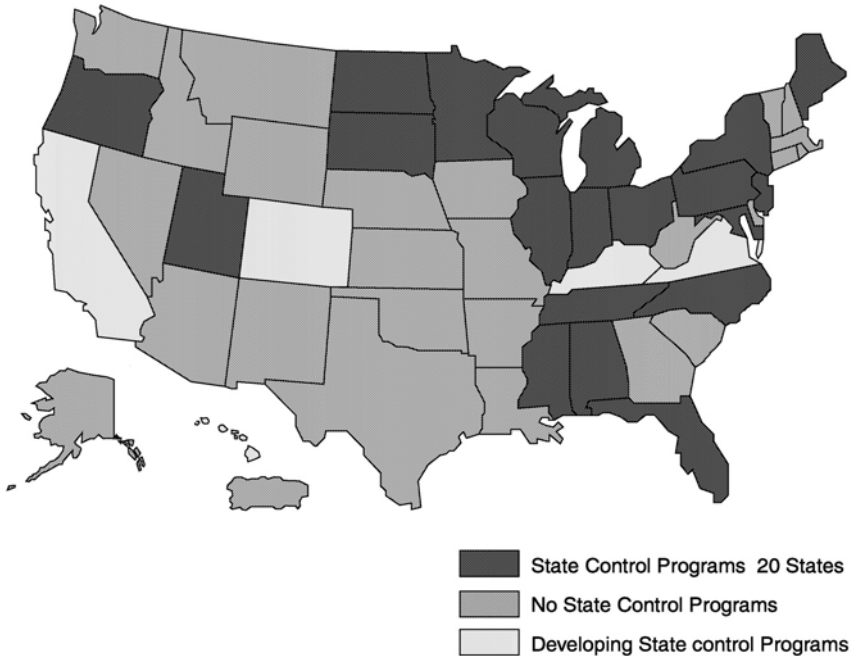 State Control Programs 20 States
No State Control Programs
Developing State control Programs